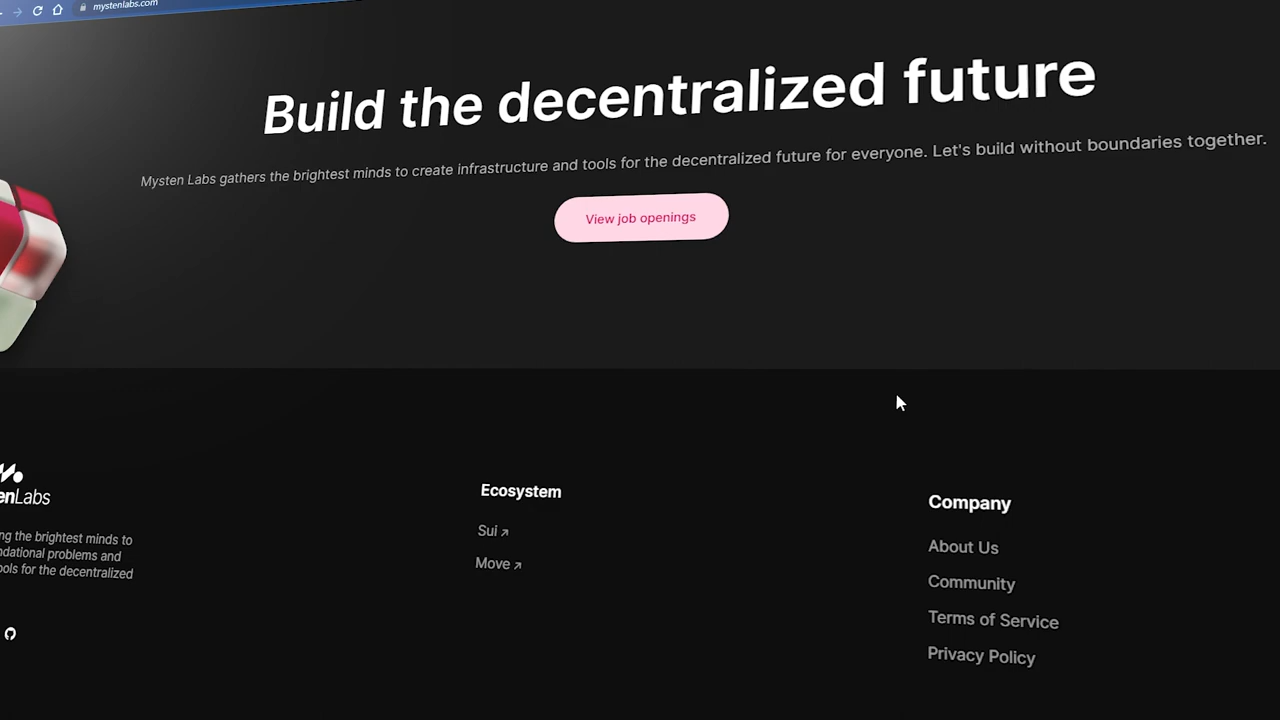 mystenlabs.com
Build the decentralized future
Mysten Labs gathers the brightest minds to create infrastructure and tools for the decentralized future for everyone. Let's build without boundaries together.
View job openings
enLabs
ng the brightest minds to
ndational problems and
ools for the decentralized
Ecosystem
Sui ↗
Move ↗
Company
About Us
Community
Terms of Service
Privacy Policy